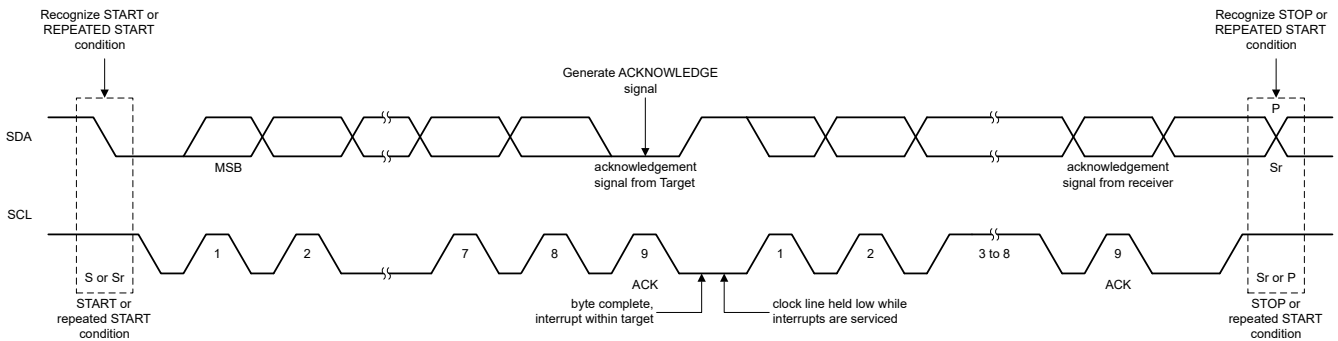 Recognize START or
REPEATED START
condition
Recognize STOP or
REPEATED START
condition
Generate ACKNOWLEDGE
signal
P
SDA
MSB
acknowledgement
signal from Target
acknowledgement
signal from receiver
Sr
SCL
1
2
7
8
9
1
2
3 to 8
9
S or Sr
ACK
ACK
Sr or P
START or
repeated START
condition
byte complete,
interrupt within target
clock line held low while
interrupts are serviced
STOP or
repeated START
condition